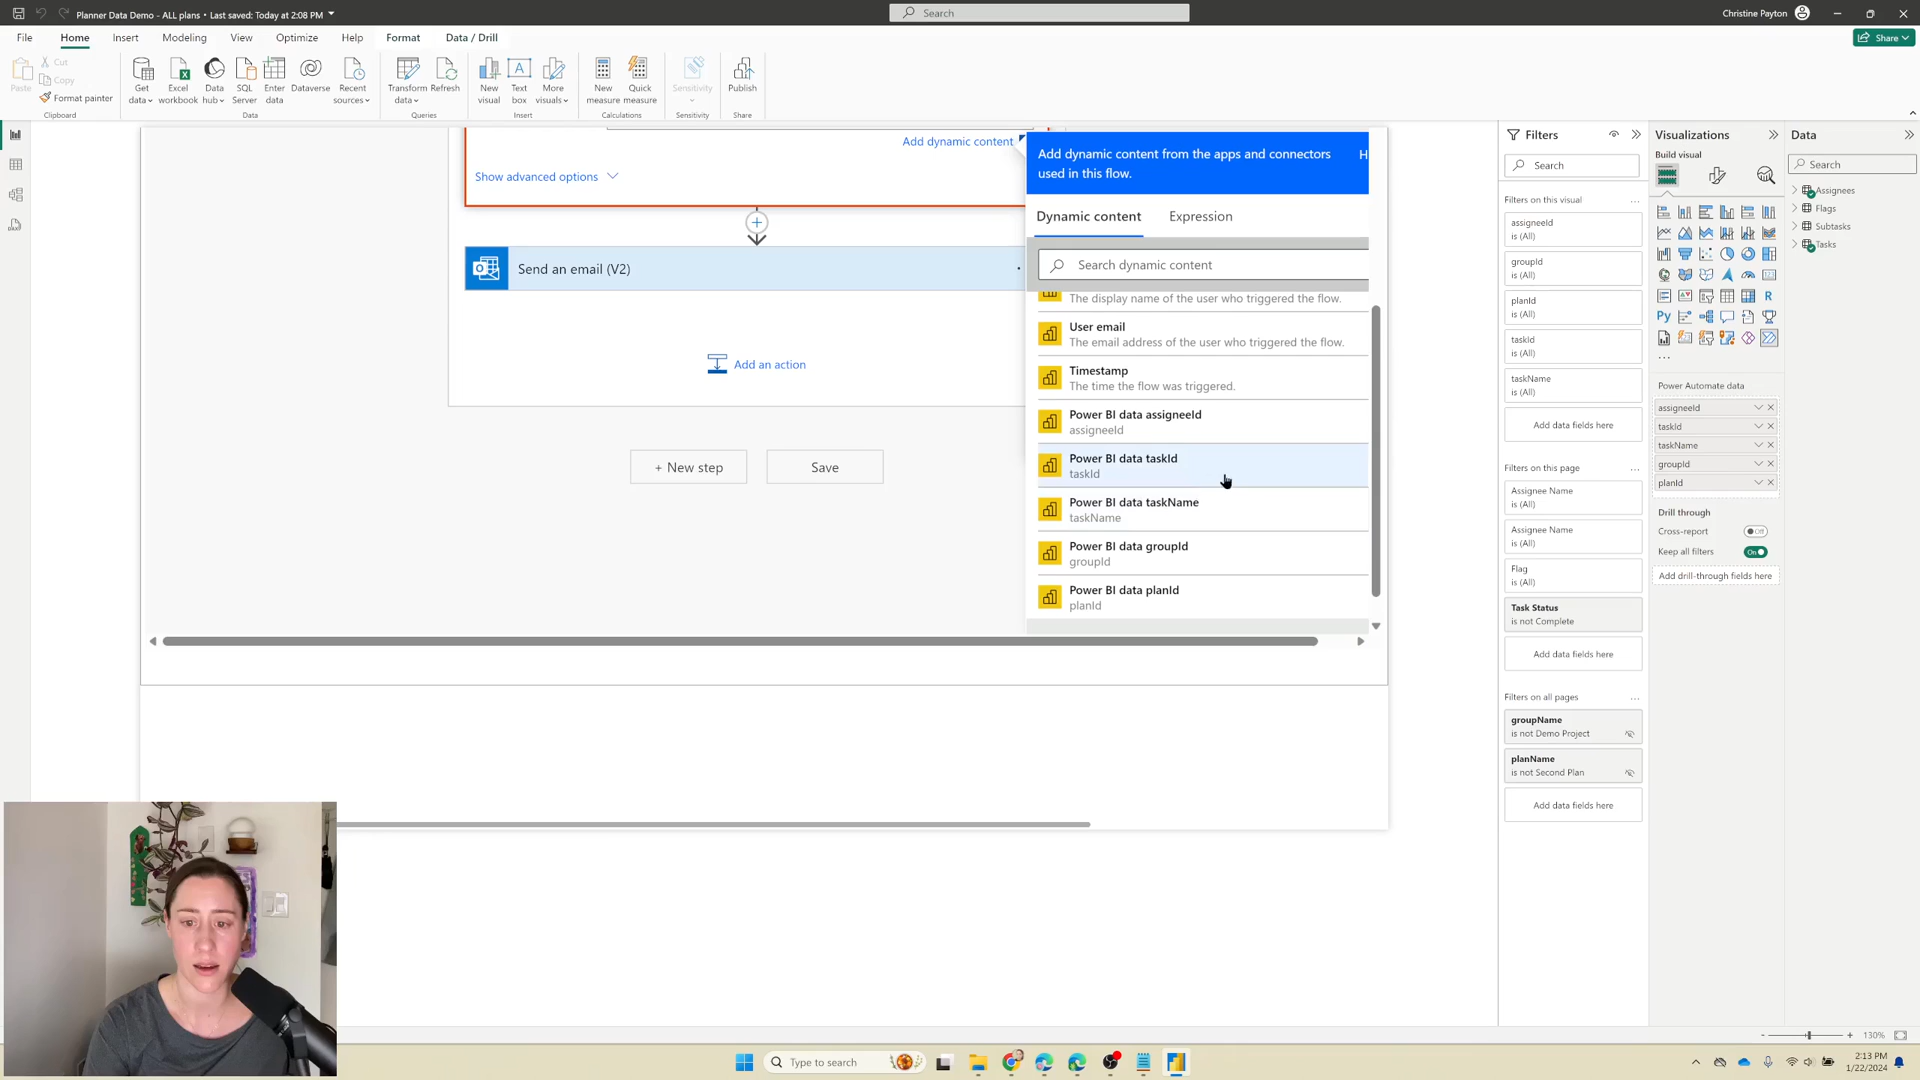 Planner Data Demo - ALL plans • Last saved: Today at 2:08 PM
Search
Christine Payton
File
Home
Insert
Modeling
View
Optimize
Help
Format
Data / Drill
Share
Paste
Cut
Copy
Format painter
Clipboard
Get data
Excel workbook
Data hub
SQL Server
Enter data
Dataverse
Recent sources
Data
Transform data
Refresh
Queries
New visual
Text box
More visuals
Insert
New measure
Quick measure
Calculations
Sensitivity
Sensitivity
Publish
Share
Add dynamic content
Show advanced options
Send an email (V2)
Add an action
+ New step
Save
Add dynamic content from the apps and connectors
used in this flow.
H
Dynamic content
Expression
Search dynamic content
The display name of the user who triggered the flow.
User email
The email address of the user who triggered the flow.
Timestamp
The time the flow was triggered.
Power BI data assigneeId
assigneeId
Power BI data taskId
taskId
Power BI data taskName
taskName
Power BI data groupId
groupId
Power BI data planId
planId
Filters
Search
Filters on this visual
...
assigneeId
is (All)
groupId
is (All)
planId
is (All)
taskId
is (All)
taskName
is (All)
Add data fields here
Filters on this page
...
Assignee Name
is (All)
Assignee Name
is (All)
Flag
is (All)
Task Status
is not Complete
Add data fields here
Filters on all pages
...
groupName
is not Demo Project
planName
is not Second Plan
Add data fields here
Visualizations
Build visual
R
Py
...
Power Automate data
assigneeId
taskId
taskName
groupId
planId
Drill through
Cross-report
Off
Keep all filters
On
Add drill-through fields here
Data
Search
Assignees
Flags
Subtasks
Tasks
- + 130%
Type to search
2:13 PM
1/22/2024